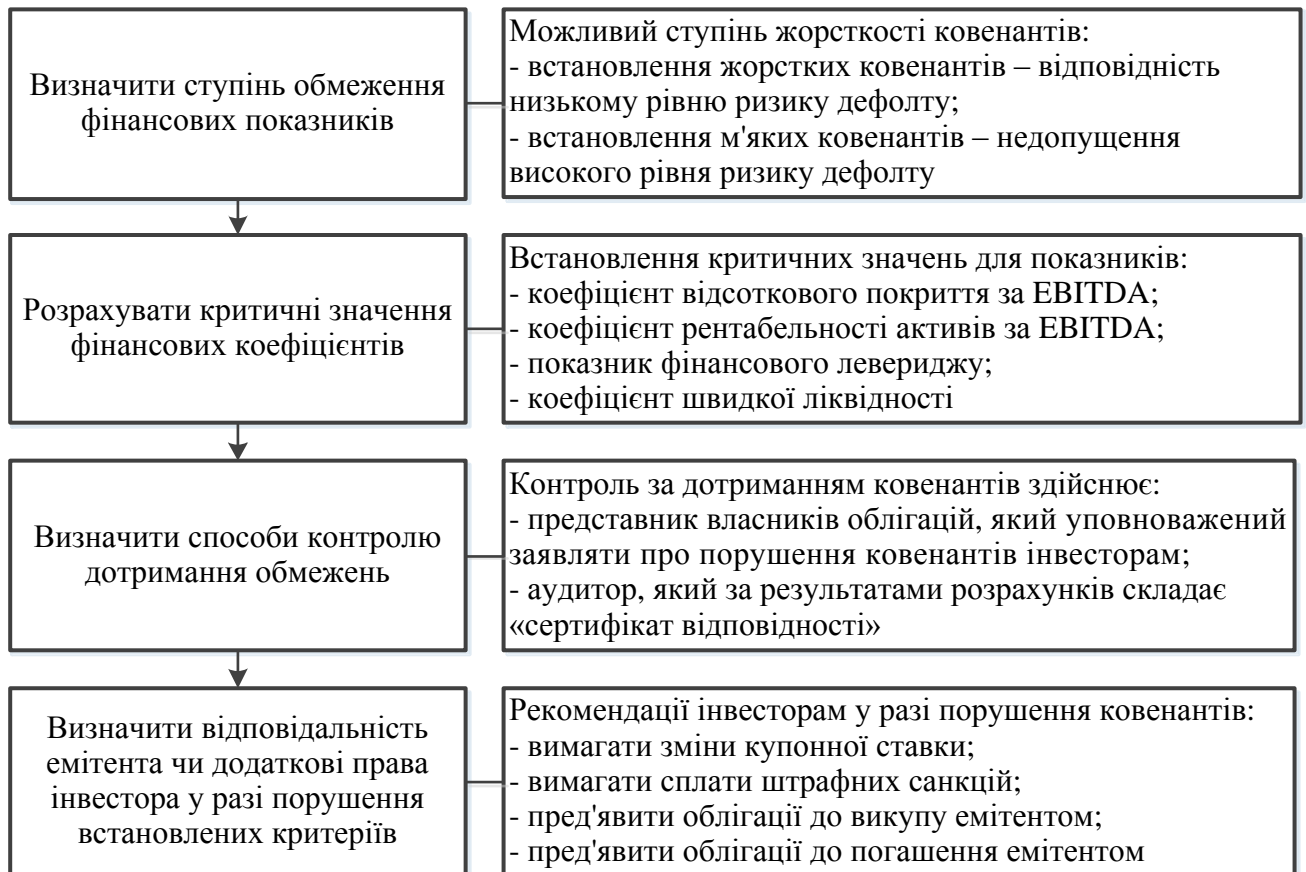 Визначити ступінь обмеження
фінансових показників
Можливий ступінь жорсткості ковенантів:
- встановлення жорстких ковенантів – відповідність
низькому рівню ризику дефолту;
- встановлення м'яких ковенантів – недопущення
високого рівня ризику дефолту
Розрахувати критичні значення
фінансових коефіцієнтів
Встановлення критичних значень для показників:
- коефіцієнт відсоткового покриття за EBITDA;
- коефіцієнт рентабельності активів за EBITDA;
- показник фінансового левериджу;
- коефіцієнт швидкої ліквідності
Визначити способи контролю
дотримання обмежень
Контроль за дотриманням ковенантів здійснює:
- представник власників облігацій, який уповноважений
заявляти про порушення ковенантів інвесторам;
- аудитор, який за результатами розрахунків складає
«сертифікат відповідності»
Визначити відповідальність
емітента чи додаткові права
інвестора у разі порушення
встановлених критеріїв
Рекомендації інвесторам у разі порушення ковенантів:
- вимагати зміни купонної ставки;
- вимагати сплати штрафних санкцій;
- пред'явити облігації до викупу емітентом;
- пред'явити облігації до погашення емітентом